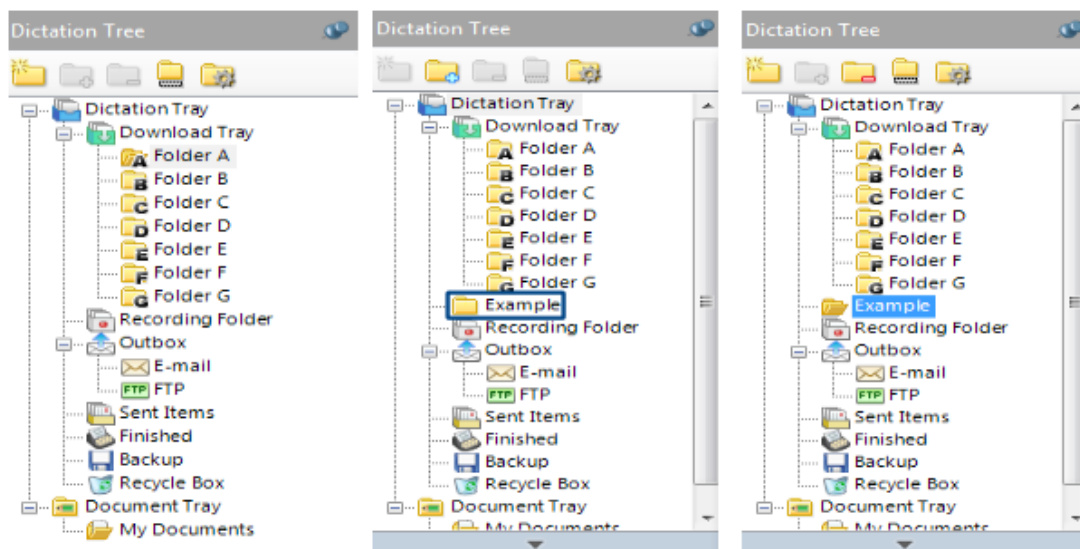 Dictation Tree
Dictation Tray
Download Tray
Folder A
Folder B
Folder C
Folder D
Folder E
Folder F
Folder G
Recording Folder
Outbox
E-mail
FTP FTP
Sent Items
Finished
Backup
Recycle Box
Document Tray
My Documents
Dictation Tree
Dictation Tray
Download Tray
Folder A
Folder B
Folder C
Folder D
Folder E
Folder F
Folder G
Example
Recording Folder
Outbox
E-mail
FTP FTP
Sent Items
Finished
Backup
Recycle Box
Document Tray
My Documents
Dictation Tree
Dictation Tray
Download Tray
Folder A
Folder B
Folder C
Folder D
Folder E
Folder F
Folder G
Example
Recording Folder
Outbox
E-mail
FTP FTP
Sent Items
Finished
Backup
Recycle Box
Document Tray
My Documents